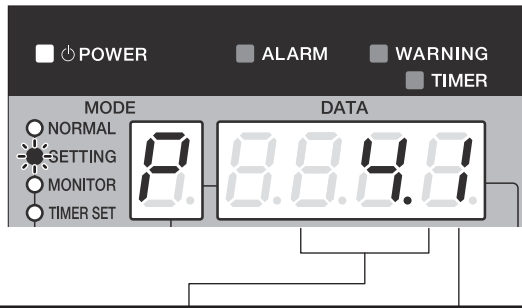 POWER ALARM WARNING
TIMER
MODE DATA
NORMAL
SETTING
MONITOR
TIMER SET
P 4.1